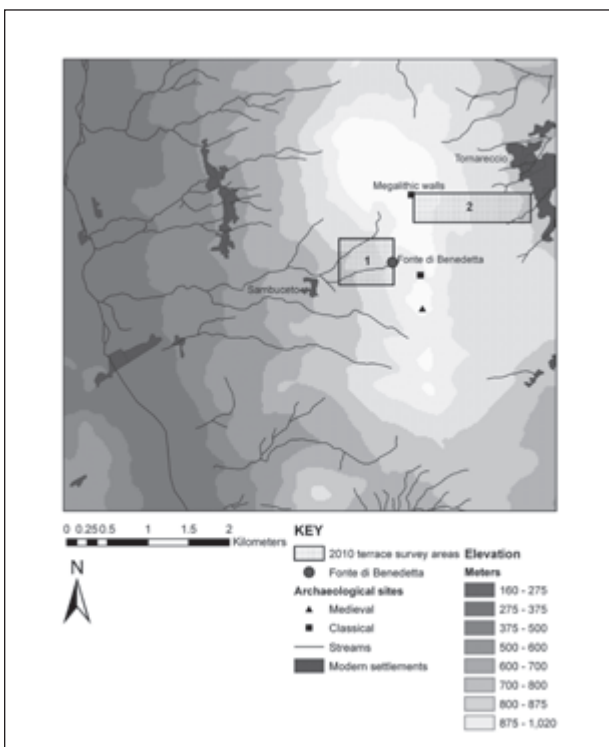 Tornareccio
Megalithic walls
2
1
Fonte di Benedetta
Sambuceto
0 0.25 0.5 1 1.5 2
Kilometers
N
KEY
2010 terrace survey areas
Fonte di Benedetta
Archaeological sites
Medieval
Classical
Streams
Modern settlements
Elevation
Meters
160 - 275
275 - 375
375 - 500
500 - 600
600 - 700
700 - 800
800 - 875
875 - 1,020